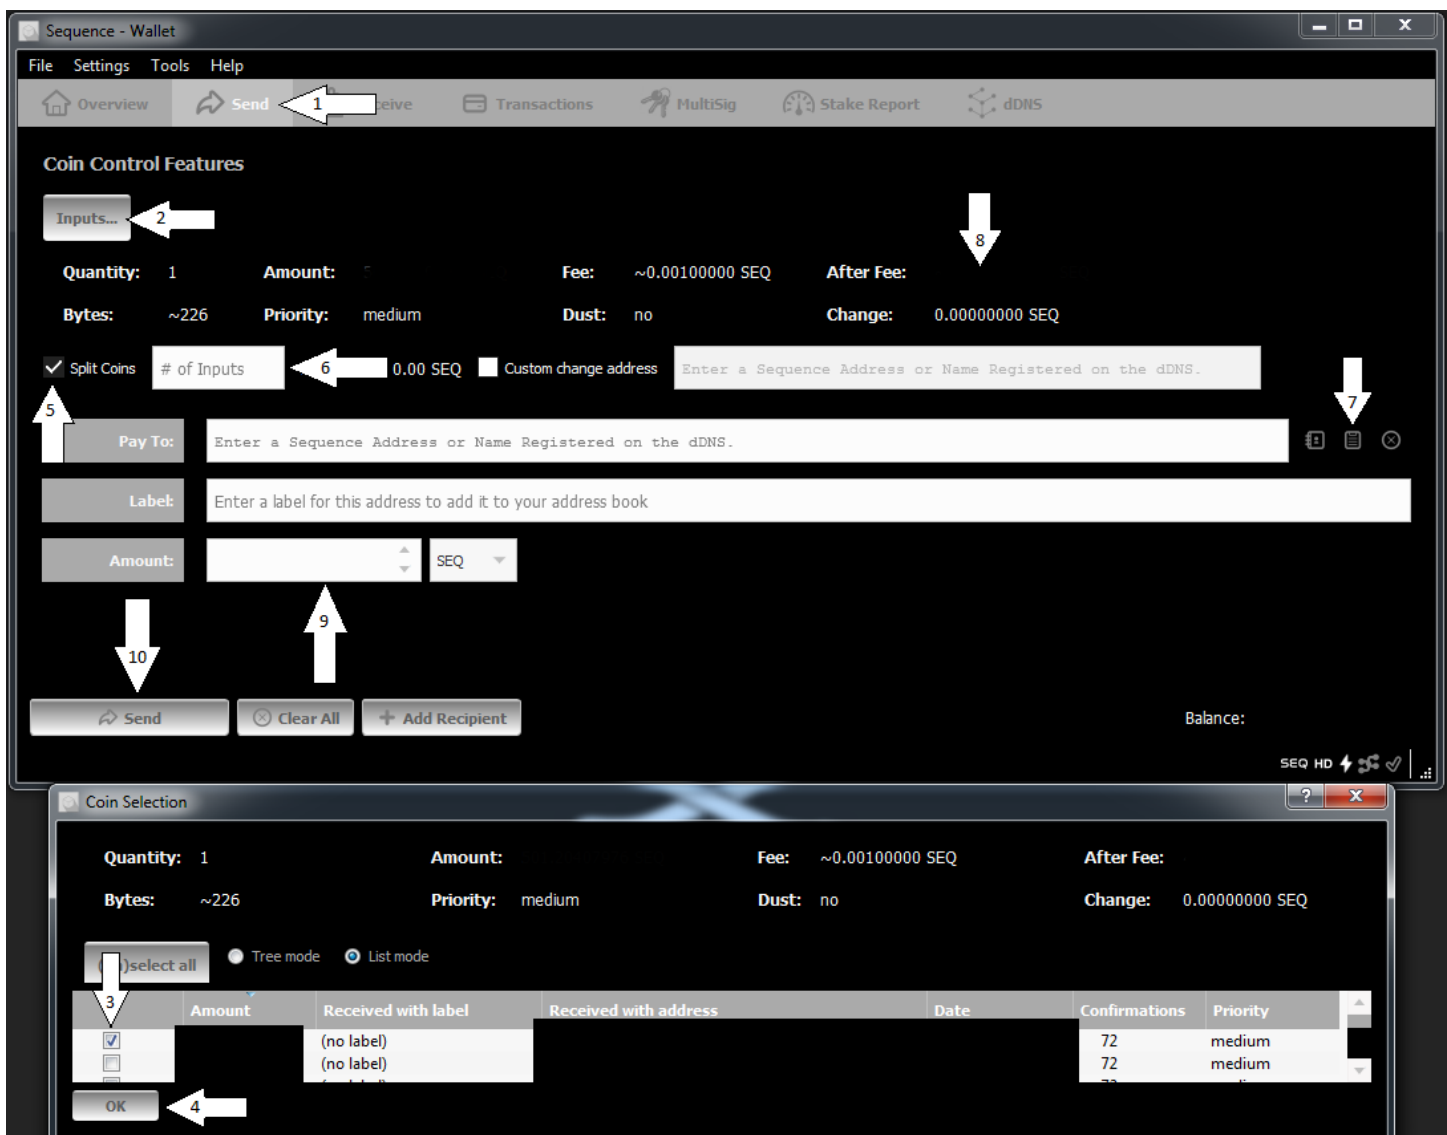 Sequence - Wallet
File Settings Tools Help
Overview Send 1 ceive Transactions MultiSig Stake Report dDNS
Coin Control Features
Inputs... 2
8
Quantity: 1 Amount: Fee: ~0.00100000 SEQ After Fee:
Bytes: ~226 Priority: medium Dust: no Change: 0.00000000 SEQ
Split Coins # of Inputs 6 0.00 SEQ Custom change address Enter a Sequence Address or Name Registered on the dDNS.
5 7
Pay To: Enter a Sequence Address or Name Registered on the dDNS.
Label: Enter a label for this address to add it to your address book
Amount: SEQ
9
10
Send Clear All + Add Recipient Balance:
SEQ HD
Coin Selection ? X
Quantity: 1 Amount: Fee: ~0.00100000 SEQ After Fee:
Bytes: ~226 Priority: medium Dust: no Change: 0.00000000 SEQ
)select all Tree mode List mode
3 Amount Received with label Received with address Date Confirmations Priority
(no label) 72 medium
(no label) 72 medium
OK 4